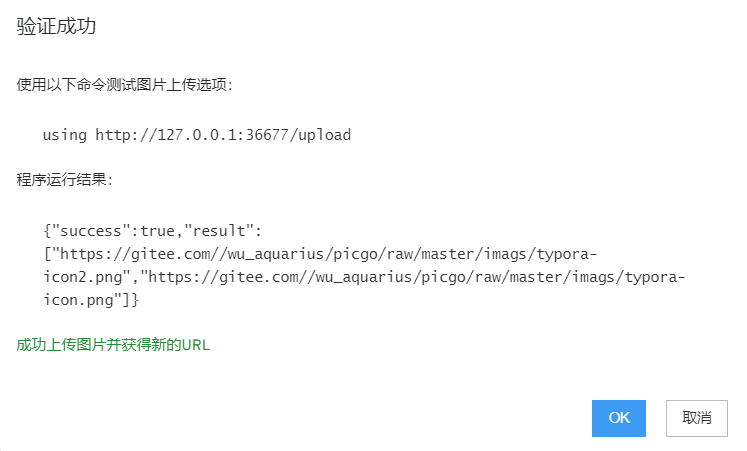 验证成功
使用以下命令测试图片上传选项：
using http://127.0.0.1:36677/upload
程序运行结果：
{"success":true,"result":
["https://gitee.com//wu_aquarius/picgo/raw/master/imags/typora-
icon2.png","https://gitee.com//wu_aquarius/picgo/raw/master/imags/typora-
icon.png"]}
成功上传图片并获得新的URL
OK
取消